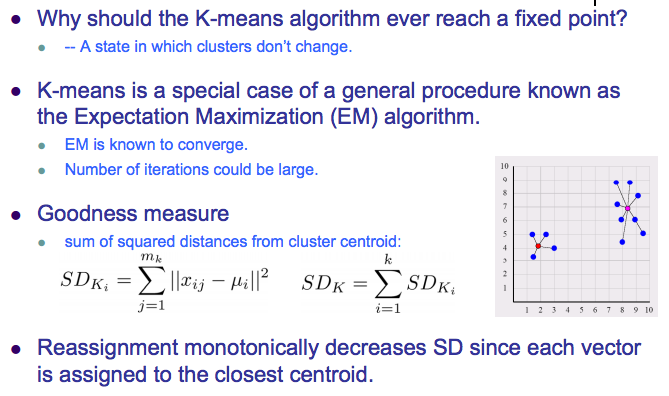 • Why should the K-means algorithm ever reach a fixed point?
• -- A state in which clusters don't change.
• K-means is a special case of a general procedure known as
the Expectation Maximization (EM) algorithm.
• EM is known to converge.
• Number of iterations could be large.
• Goodness measure
• sum of squared distances from cluster centroid:
SD_{K_i} = \sum_{j=1}^{m_k} ||x_{ij} − μ_i||^2    SD_K = \sum_{i=1}^{k} SD_{K_i}
10
9
8
7
6
5
4
3
2
1
1 2 3 4 5 6 7 8 9 10
• Reassignment monotonically decreases SD since each vector
is assigned to the closest centroid.